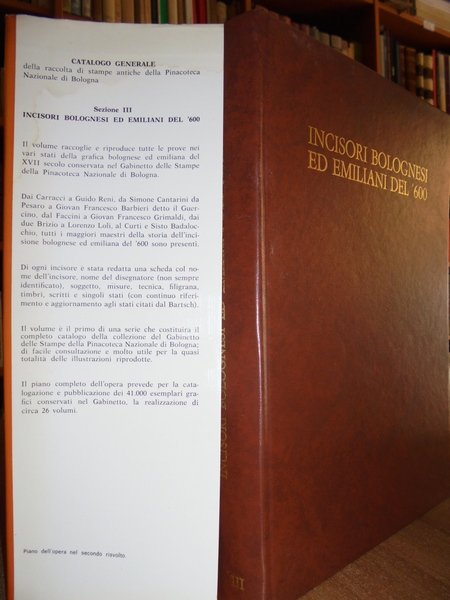 CATALOGO GENERALE
della raccolta di stampe antiche della Pinacoteca
Nazionale di Bologna
Sezione III
INCISORI BOLOGNESI ED EMILIANI DEL '600
Il volume raccoglie e riproduce tutte le prove nei
vari stati della grafica bolognese ed emiliana del
XVII secolo conservata nel Gabinetto delle Stampe
della Pinacoteca Nazionale di Bologna.
Dai Carracci a Guido Reni, da Simone Cantarini da
Pesaro a Giovan Francesco Barbieri detto il Guer-
cino, dal Faccini a Giovan Francesco Grimaldi, dai
due Brizio a Lorenzo Loli, al Curti e Sisto Badaloc-
chio, tutti i maggiori maestri della storia dell'inci-
sione bolognese ed emiliana del '600 sono presenti.
Di ogni incisore e stata redatta una scheda col no-
me dell'incisore, nome del disegnatore (non sempre
identificato), soggetto, misure, tecnica, filigrana,
timbri, scritti e singoli stati (con continuo riferi-
mento e aggiornamento agli stati citati dal Bartsch).
Il volume è il primo di una serie che costituirà il
completo catalogo della collezione del Gabinetto
delle Stampe della Pinacoteca Nazionale di Bologna;
di facile consultazione e molto utile per la quasi
totalità delle illustrazioni riprodotte.
Il piano completo dell'opera prevede per la cata-
logazione e pubblicazione dei 41.000 esemplari gra-
fici conservati nel Gabinetto, la realizzazione di
circa 26 volumi.
Piano dell'opera nel secondo risvolto.
INCISORI BOLOGNESI ED EMILIANI DEL
III
INCISORI BOLOGNESI
ED EMILIANI DEL '600